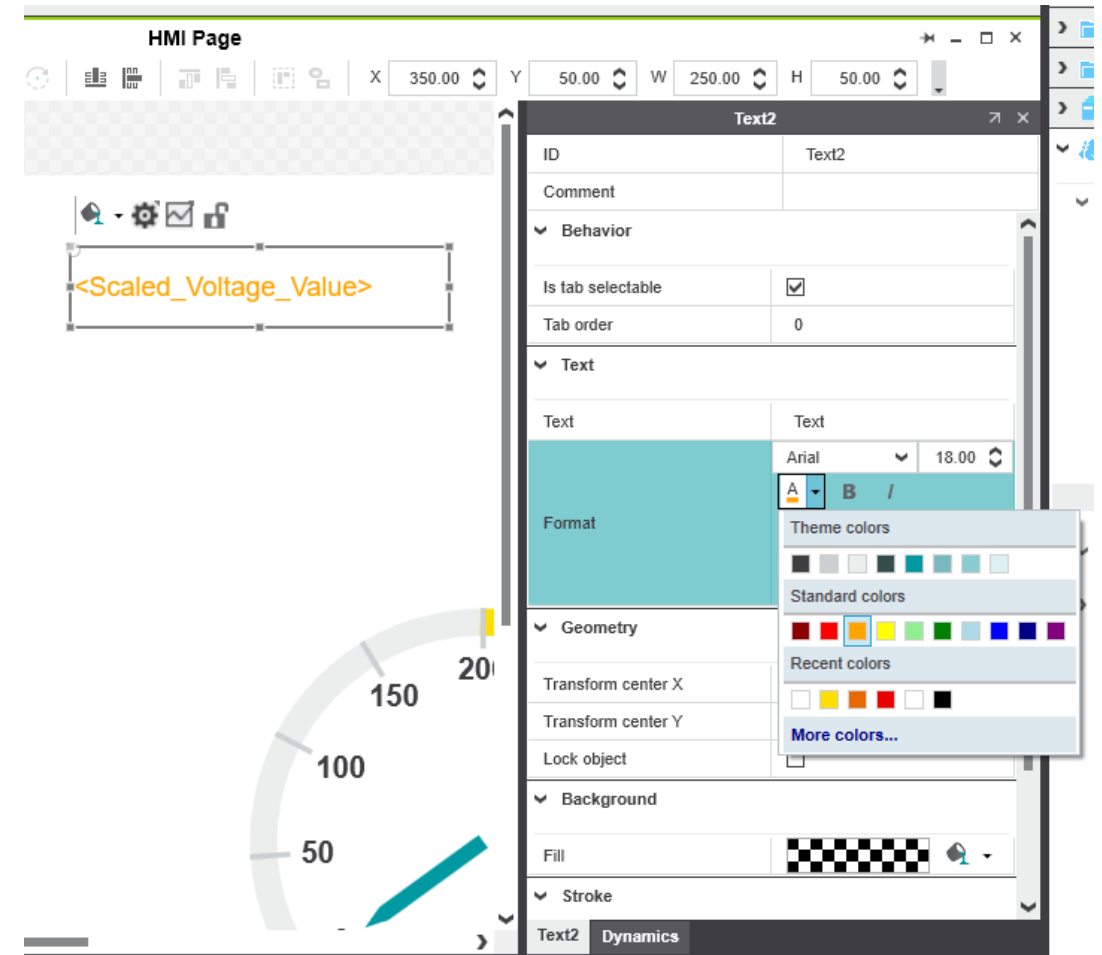 HMI Page
X 350.00 Y 50.00 W 250.00 H 50.00
Text2
ID Text2
Comment
Behavior
<Scaled_Voltage_Value>
Is tab selectable
Tab order 0
Text
Text Text
Arial 18.00
A B I
Format
Theme colors
Standard colors
Geometry
Recent colors
200
150
Transform center X
Transform center Y
More colors...
Lock object
100
Background
50
Fill
Stroke
Text2 Dynamics